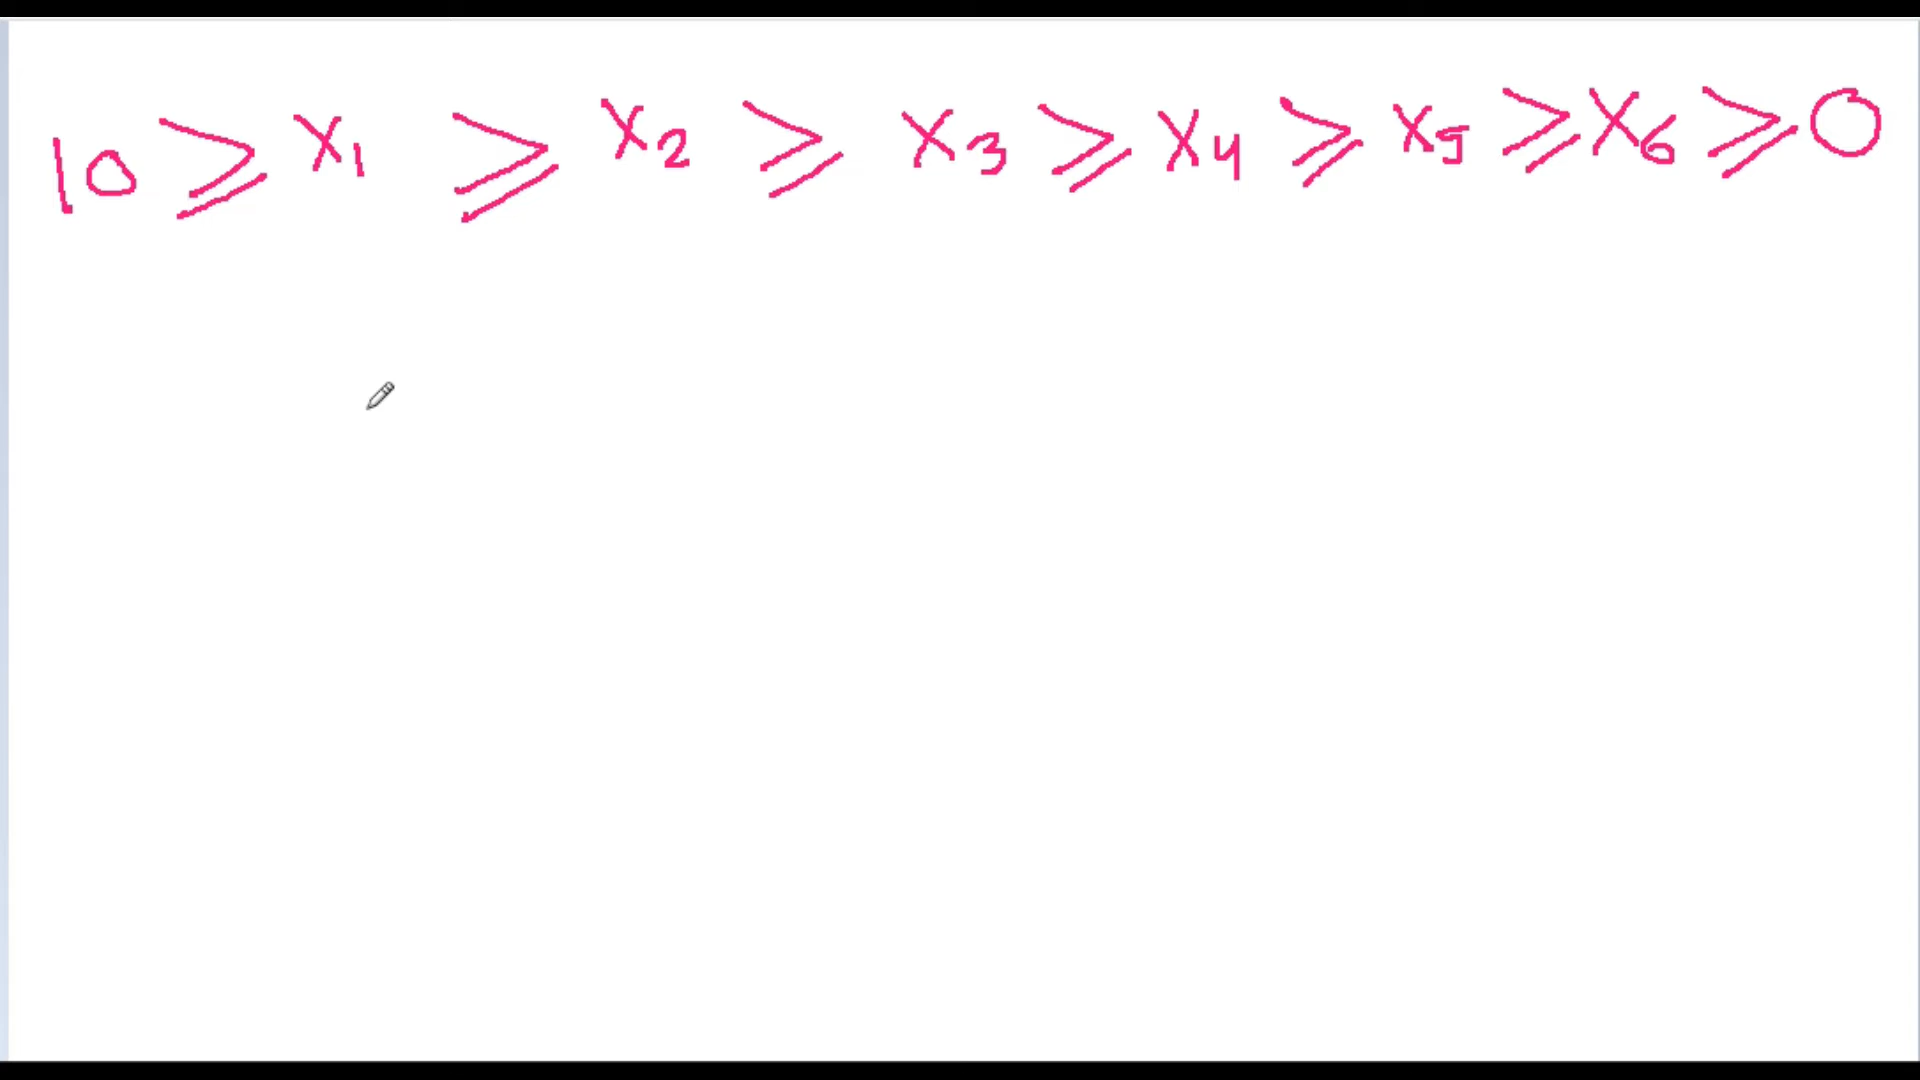 10 ≥ x₁ ≥ x₂ ≥ x₃ ≥ x₄ ≥ x₅ ≥ x₆ ≥ 0